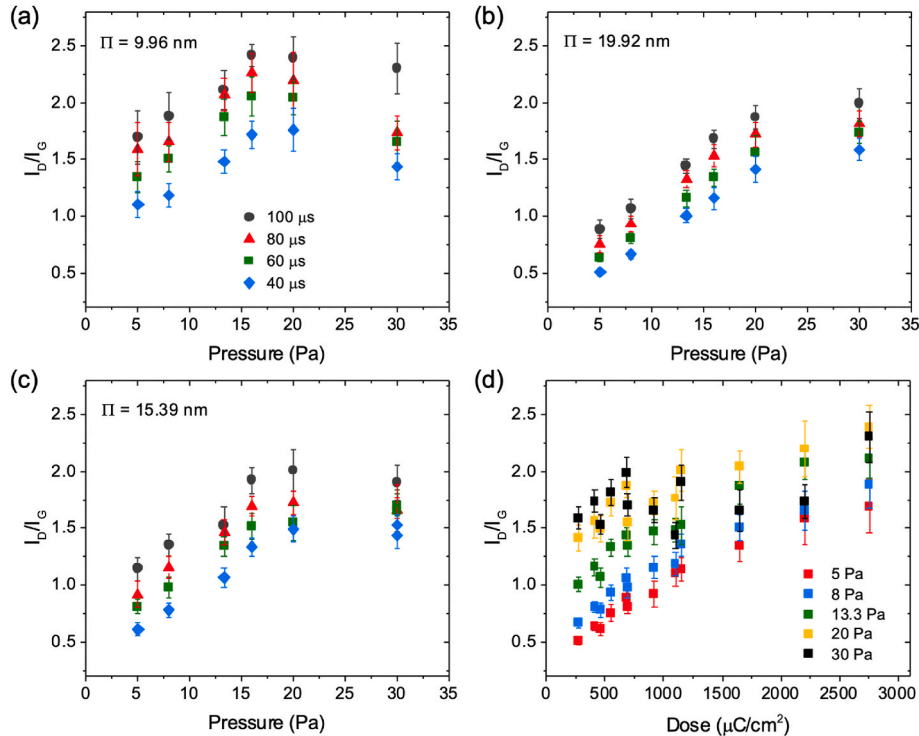 (a)
Π = 9.96 nm
I_D/I_G
2.5
2.0
1.5
1.0
0.5
100 μs
80 μs
60 μs
40 μs
0 5 10 15 20 25 30 35
Pressure (Pa)
(b)
Π = 19.92 nm
I_D/I_G
2.5
2.0
1.5
1.0
0.5
0 5 10 15 20 25 30 35
Pressure (Pa)
(c)
Π = 15.39 nm
I_D/I_G
2.5
2.0
1.5
1.0
0.5
0 5 10 15 20 25 30 35
Pressure (Pa)
(d)
I_D/I_G
2.5
2.0
1.5
1.0
0.5
5 Pa
8 Pa
13.3 Pa
20 Pa
30 Pa
0 500 1000 1500 2000 2500 3000
Dose (μC/cm²)